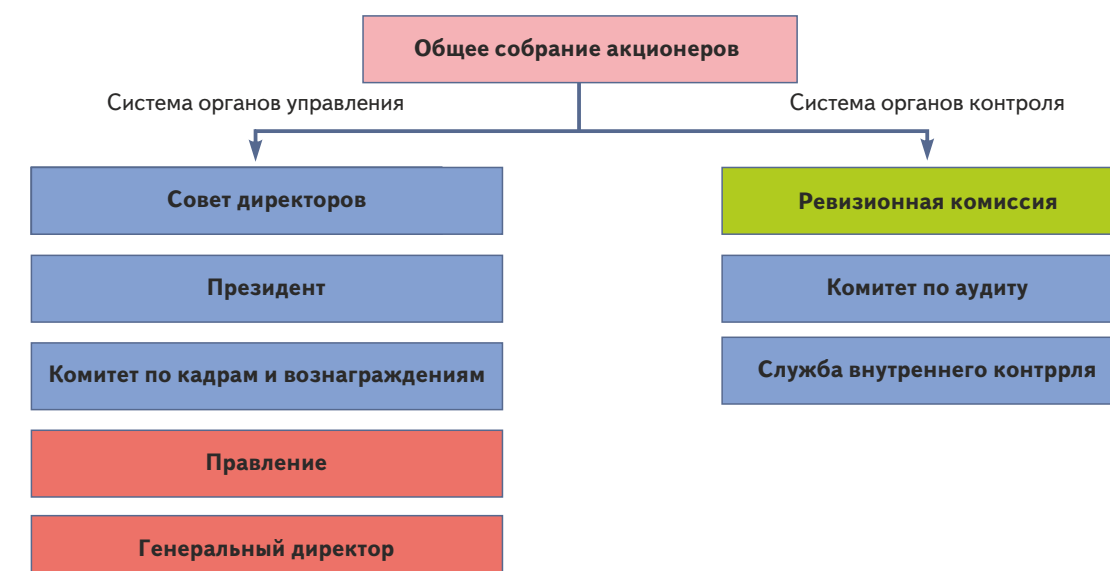 Общее собрание акционеров
Система органов управления
Система органов контроля
Совет директоров
Ревизионная комиссия
Президент
Комитет по аудиту
Комитет по кадрам и вознаграждениям
Служба внутреннего контррля
Правление
Генеральный директор